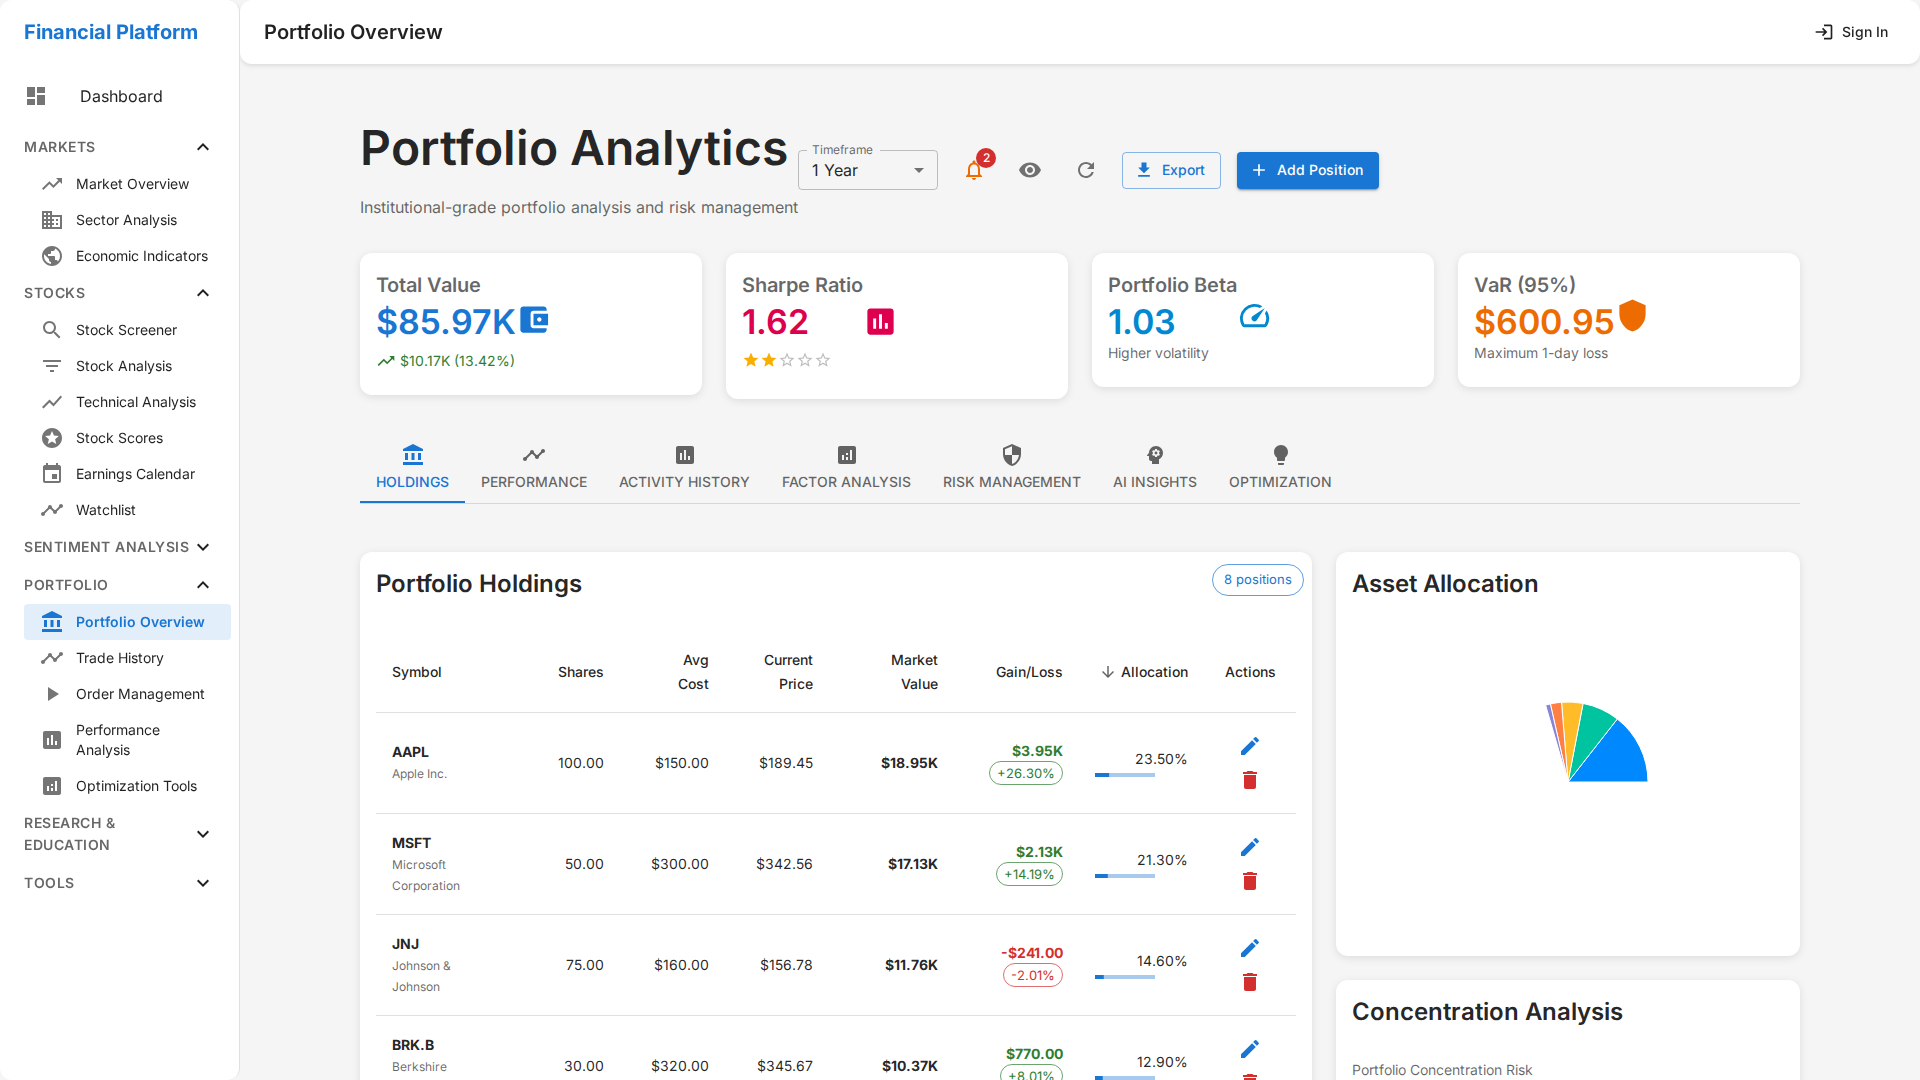 Financial Platform
Portfolio Overview
Sign In
Dashboard
MARKETS
Market Overview
Sector Analysis
Economic Indicators
STOCKS
Stock Screener
Stock Analysis
Technical Analysis
Stock Scores
Earnings Calendar
Watchlist
SENTIMENT ANALYSIS
PORTFOLIO
Portfolio Overview
Trade History
Order Management
Performance
Analysis
Optimization Tools
RESEARCH &
EDUCATION
TOOLS
Portfolio Analytics
Institutional-grade portfolio analysis and risk management
Timeframe
1 Year
2
Export
Add Position
Total Value
$85.97K
$10.17K (13.42%)
Sharpe Ratio
1.62
Portfolio Beta
1.03
Higher volatility
VaR (95%)
$600.95
Maximum 1-day loss
HOLDINGS
PERFORMANCE
ACTIVITY HISTORY
FACTOR ANALYSIS
RISK MANAGEMENT
AI INSIGHTS
OPTIMIZATION
Portfolio Holdings
8 positions
Symbol
Shares
Avg
Cost
Current
Price
Market
Value
Gain/Loss
Allocation
Actions
AAPL
Apple Inc.
100.00
$150.00
$189.45
$18.95K
$3.95K
+26.30%
23.50%
MSFT
Microsoft
Corporation
50.00
$300.00
$342.56
$17.13K
$2.13K
+14.19%
21.30%
JNJ
Johnson &
Johnson
75.00
$160.00
$156.78
$11.76K
-$241.00
-2.01%
14.60%
BRK.B
Berkshire
30.00
$320.00
$345.67
$10.37K
$770.00
+8.01%
12.90%
Asset Allocation
Concentration Analysis
Portfolio Concentration Risk